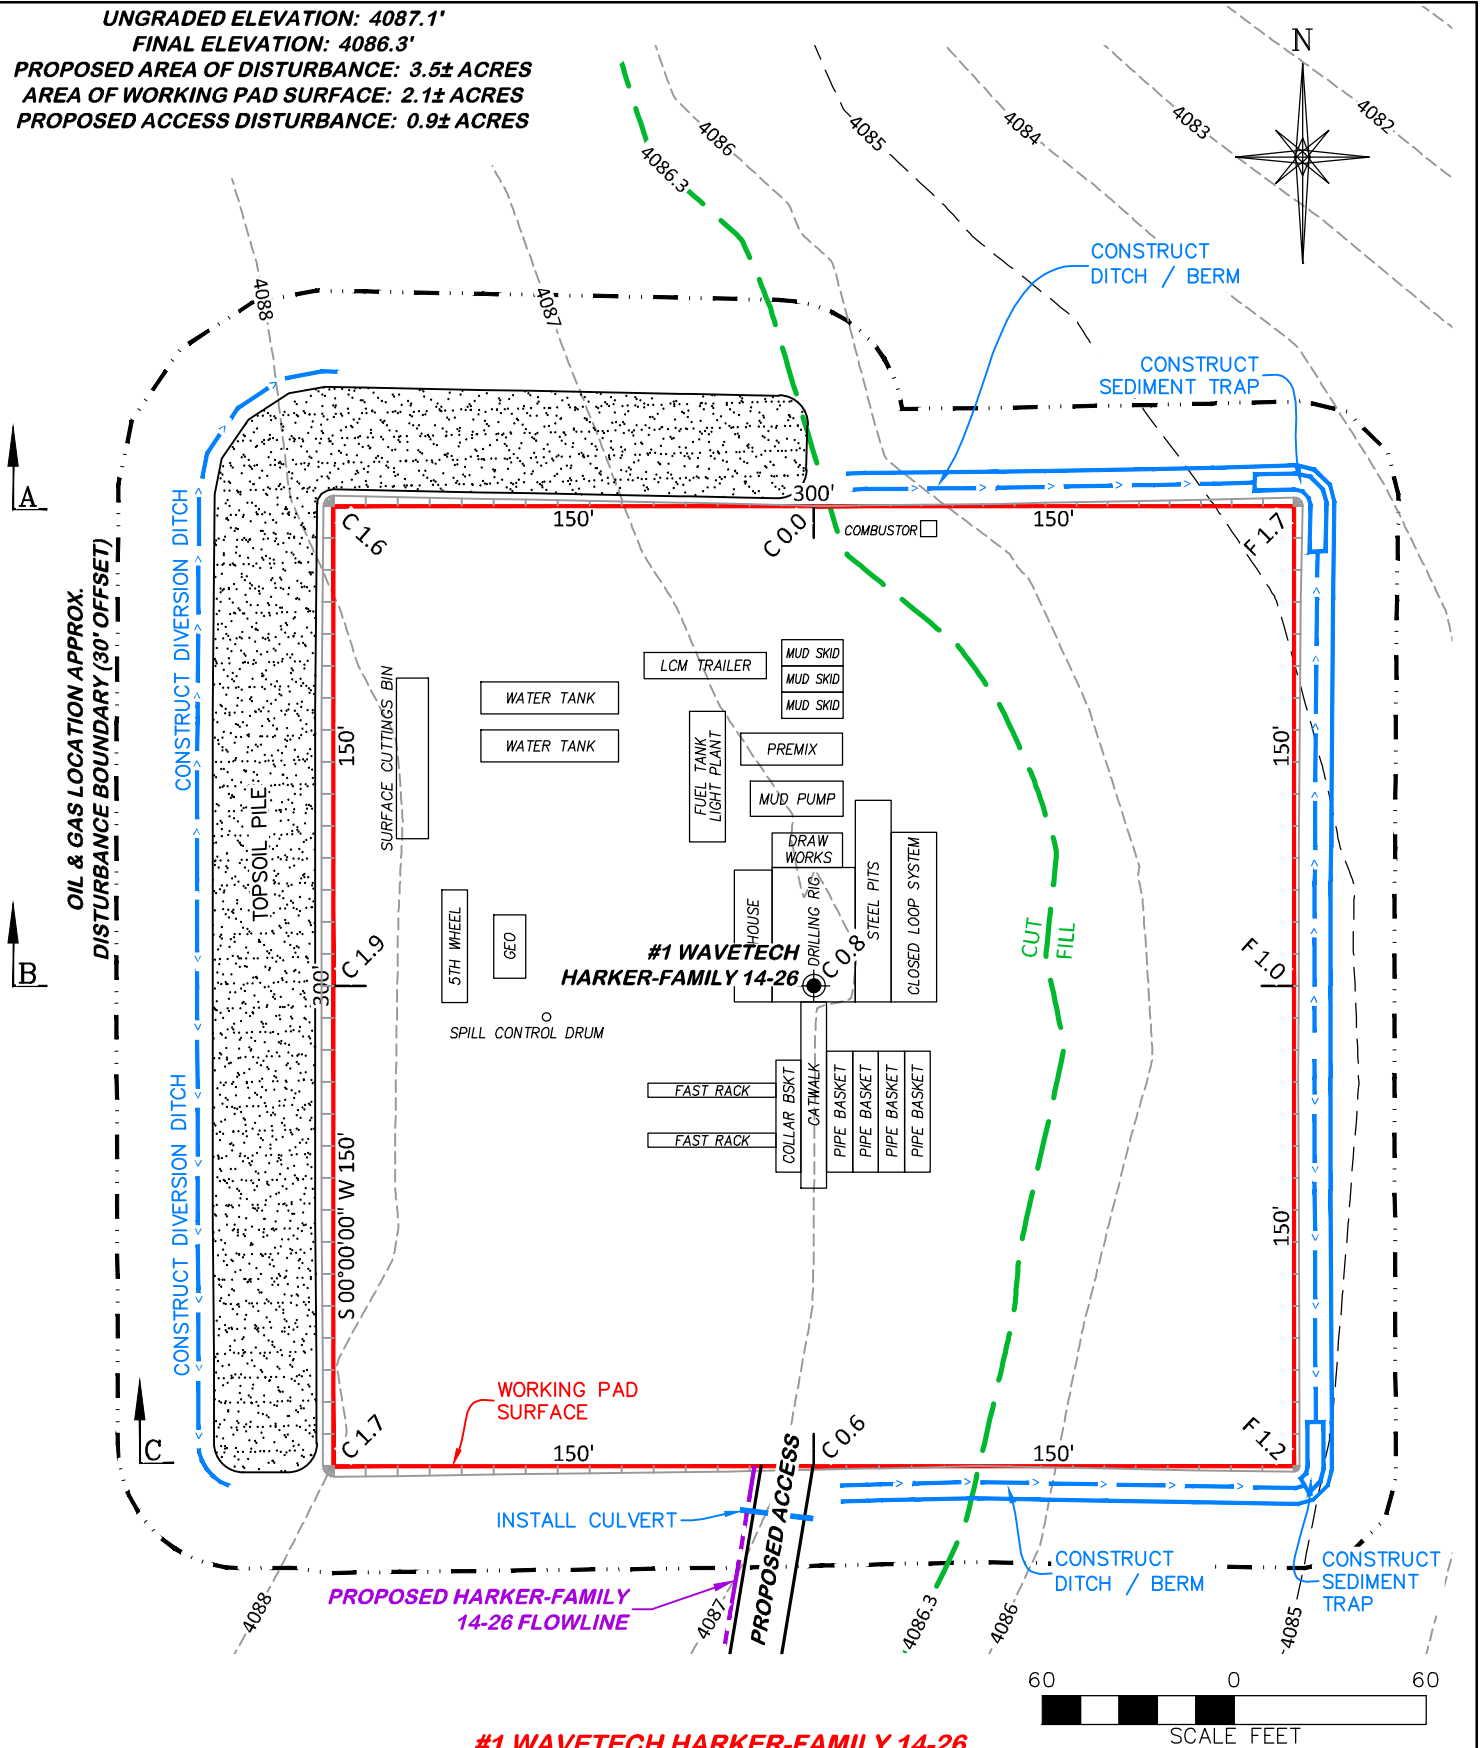 UNGRADED ELEVATION: 4087.1'
FINAL ELEVATION: 4086.3'
PROPOSED AREA OF DISTURBANCE: 3.5± ACRES
AREA OF WORKING PAD SURFACE: 2.1± ACRES
PROPOSED ACCESS DISTURBANCE: 0.9± ACRES
N
4086
4085
4084
4083
4082
4086.3
4088
4087
CONSTRUCT
DITCH / BERM
CONSTRUCT
SEDIMENT TRAP
A
B
C
OIL & GAS LOCATION APPROX.
DISTURBANCE BOUNDARY (30' OFFSET)
CONSTRUCT DIVERSION DITCH
CONSTRUCT DIVERSION DITCH
TOPSOIL PILE
300'
150'
150'
C 1.6
C 0.0
F 1.7
COMBUSTOR
150'
150'
SURFACE CUTTINGS BIN
WATER TANK
WATER TANK
LCM TRAILER
MUD SKID
MUD SKID
MUD SKID
FUEL TANK
LIGHT PLANT
PREMIX
MUD PUMP
DRAW
WORKS
HOUSE
DRILLING RIG
STEEL PITS
CLOSED LOOP SYSTEM
5TH WHEEL
GEO
#1 WAVETECH
HARKER-FAMILY 14-26
C 1.9
C 0.8
F 1.0
300'
CUT
FILL
SPILL CONTROL DRUM
FAST RACK
FAST RACK
COLLAR BSKT
CATWALK
PIPE BASKET
PIPE BASKET
PIPE BASKET
PIPE BASKET
S 00°00'00" W 150'
150'
WORKING PAD
SURFACE
C 1.7
150'
C 0.6
150'
F 1.2
INSTALL CULVERT
PROPOSED ACCESS
PROPOSED HARKER-FAMILY
14-26 FLOWLINE
CONSTRUCT
DITCH / BERM
CONSTRUCT
SEDIMENT
TRAP
4088
4087
4086.3
4086
4085
60 0 60
SCALE FEET
#1 WAVETECH HARKER-FAMILY 14-26